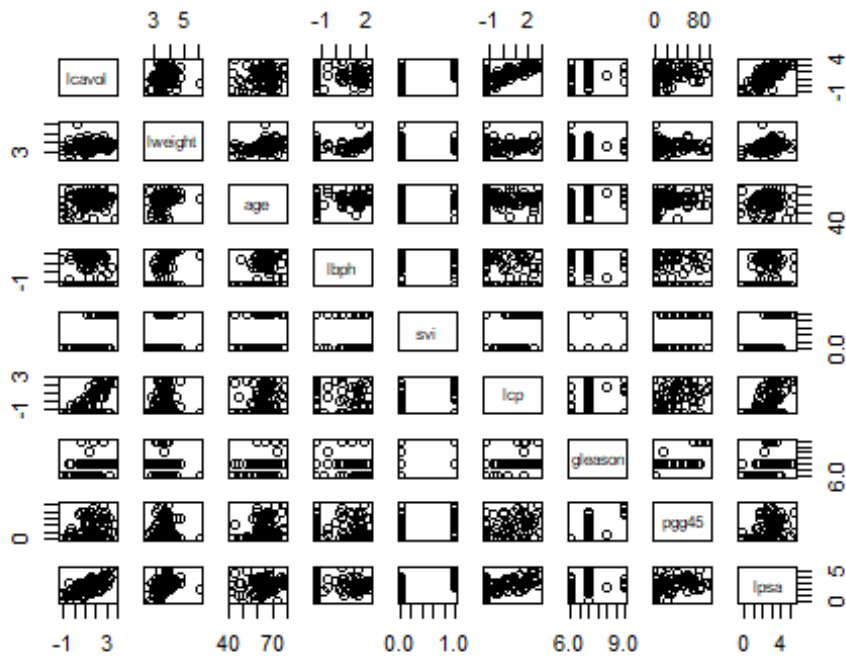 3 5 -1 2 -1 2 0 80
lcavol 4
-1
3 lweight
age 40
-1 lbph
svi 0.0
3
-1 lcp
gleason 6.0
0 pgg45
lpsa 5
0
-1 3 40 70 0.0 1.0 6.0 9.0 0 4